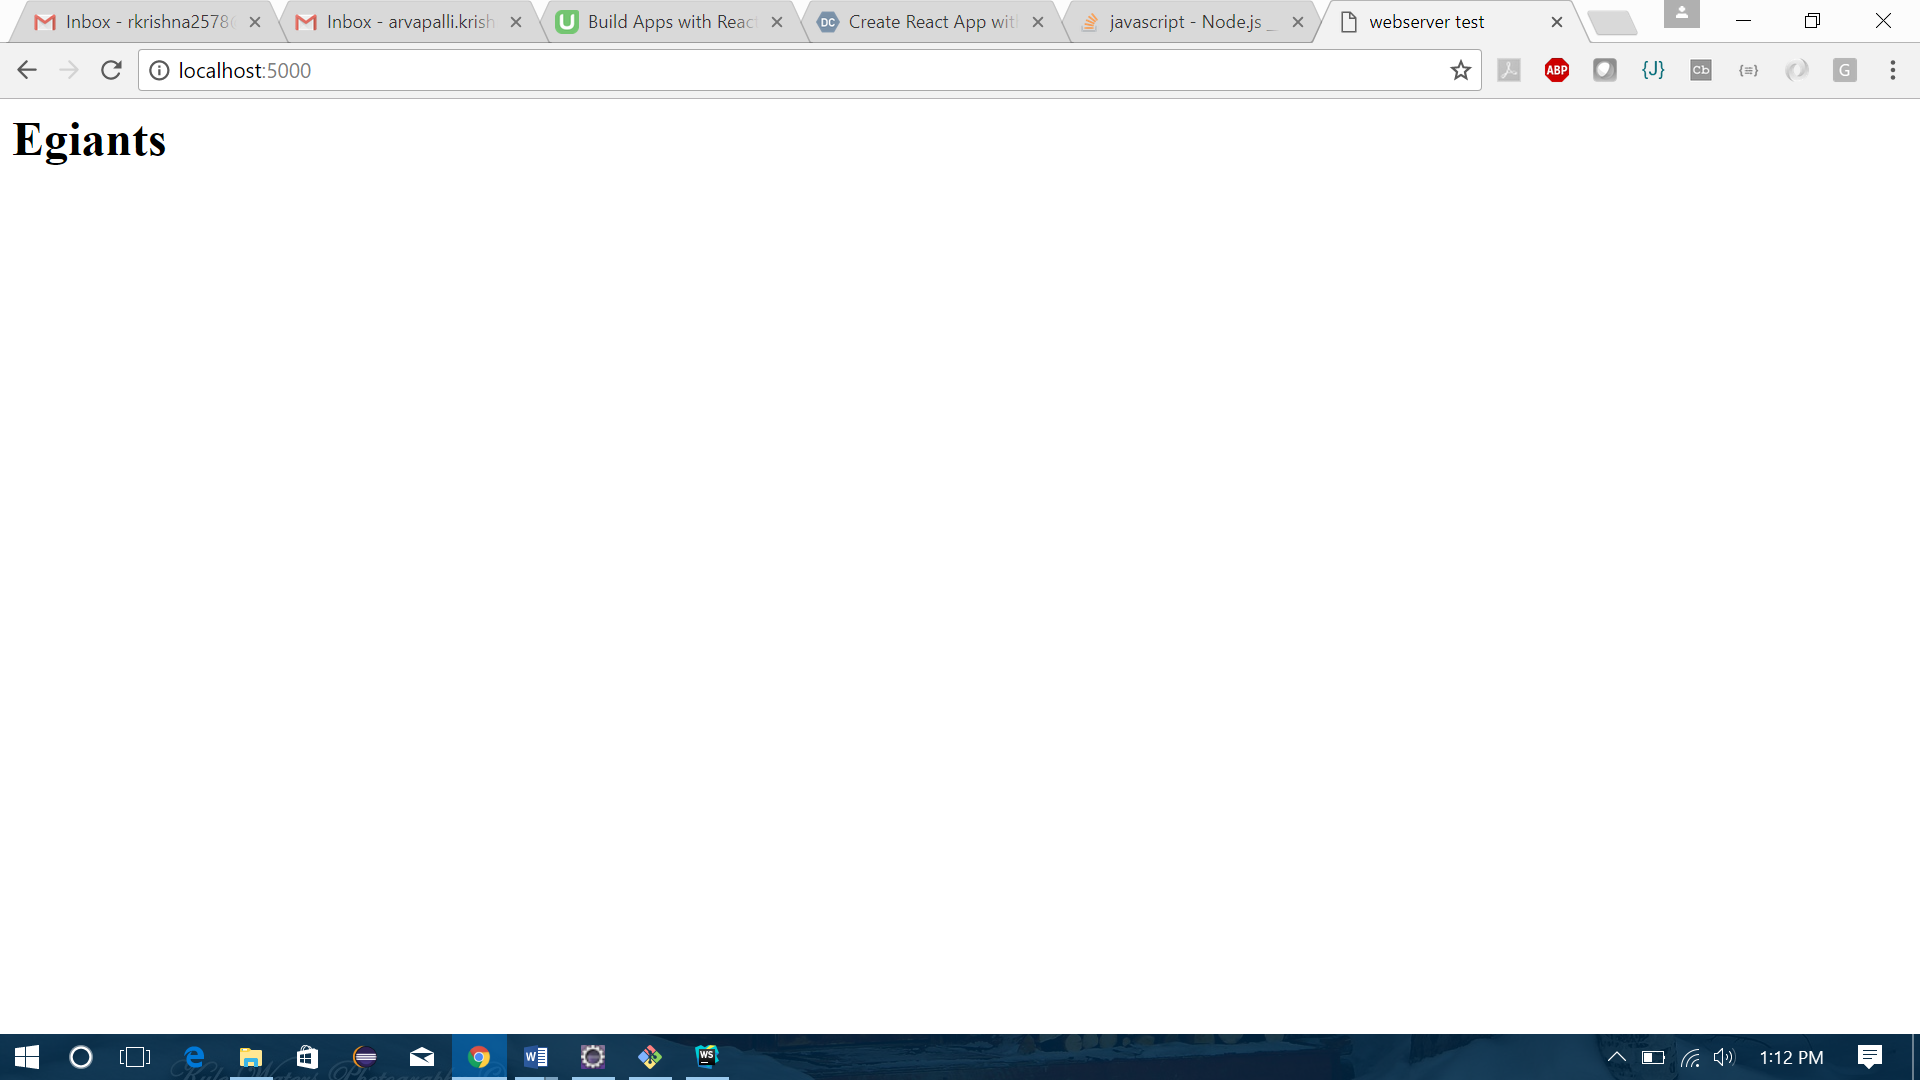 Inbox - rkrishna2578
Inbox - arvapalli.krish
Build Apps with React
Create React App wit
javascript - Node.js _
webserver test
localhost:5000
ABP
{J}
Cb
G
Egiants
1:12 PM